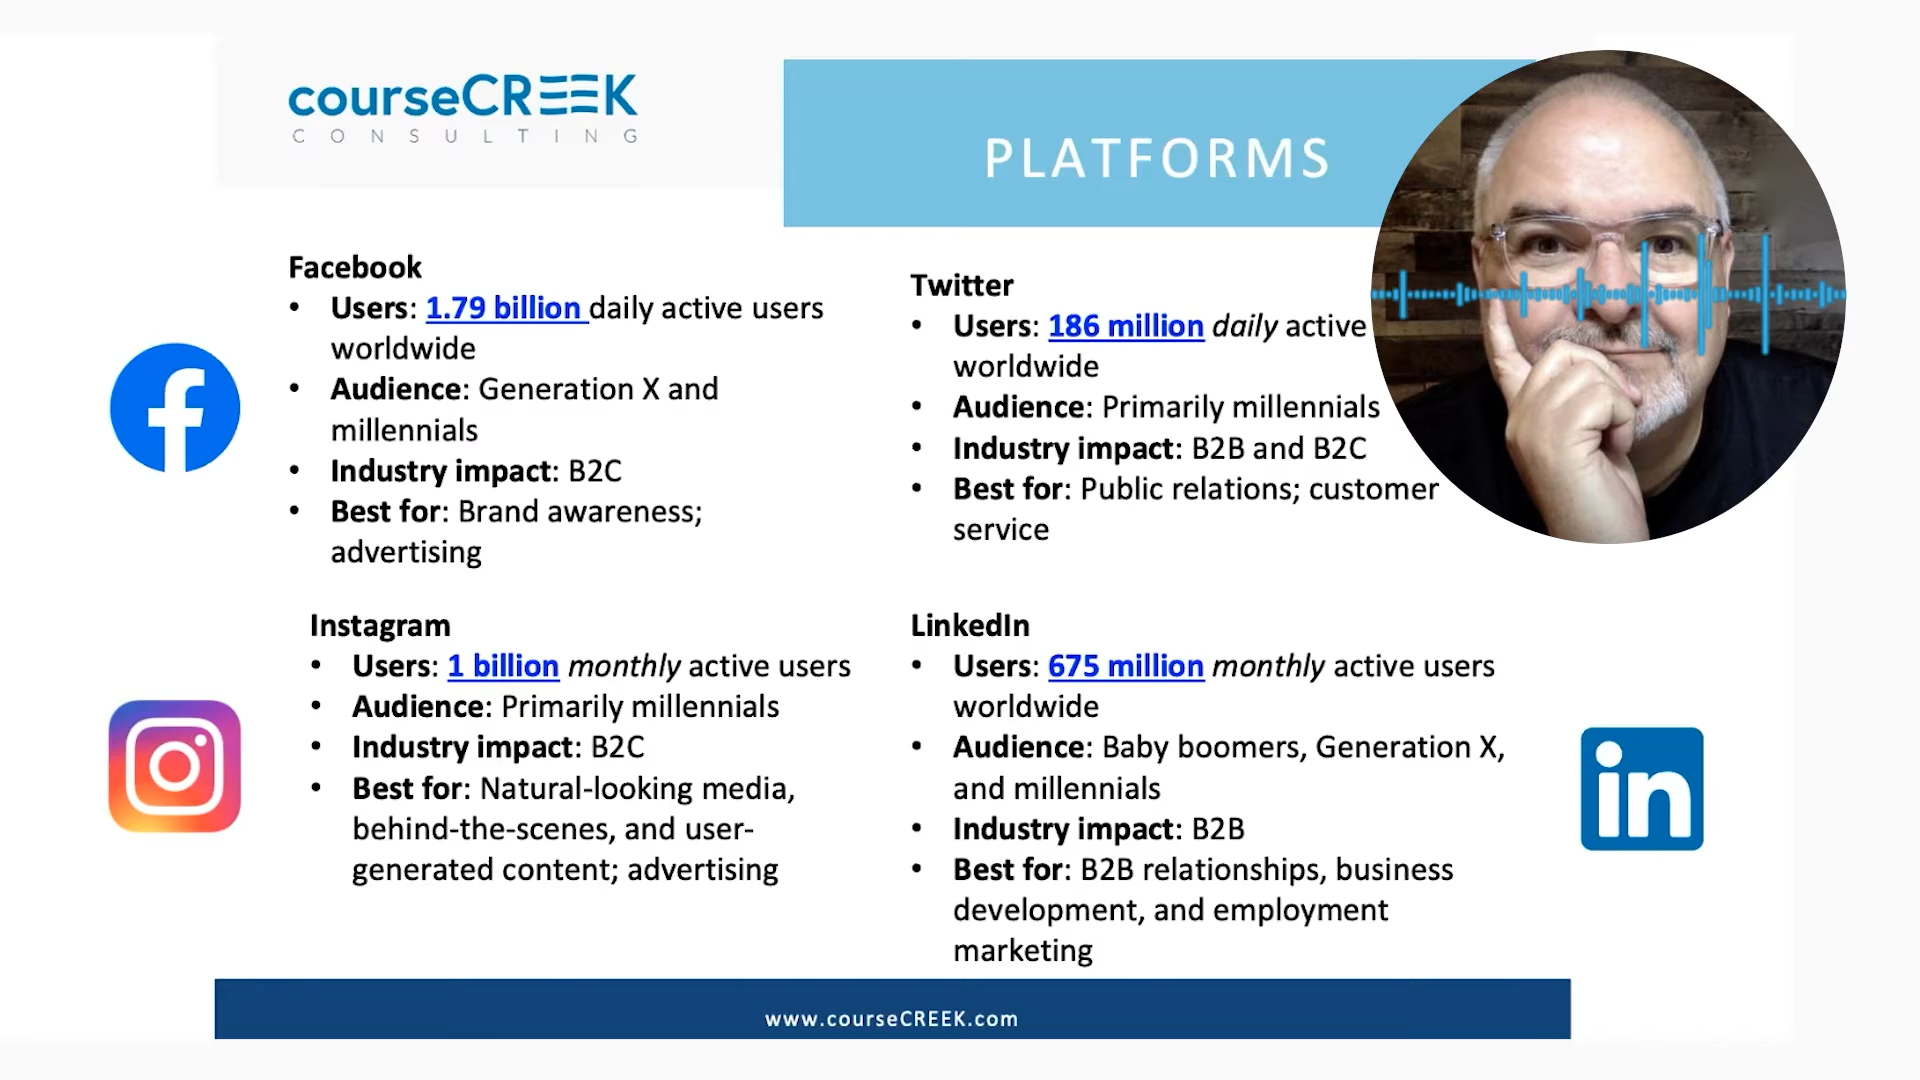 courseCREEK
CONSULTING
PLATFORMS
Facebook
• Users: 1.79 billion daily active users
worldwide
• Audience: Generation X and
millennials
• Industry impact: B2C
• Best for: Brand awareness;
advertising
Twitter
• Users: 186 million daily active
worldwide
• Audience: Primarily millennials
• Industry impact: B2B and B2C
• Best for: Public relations; customer
service
Instagram
• Users: 1 billion monthly active users
• Audience: Primarily millennials
• Industry impact: B2C
• Best for: Natural-looking media,
behind-the-scenes, and user-
generated content; advertising
LinkedIn
• Users: 675 million monthly active users
worldwide
• Audience: Baby boomers, Generation X,
and millennials
• Industry impact: B2B
• Best for: B2B relationships, business
development, and employment
marketing
in
www.courseCREEK.com